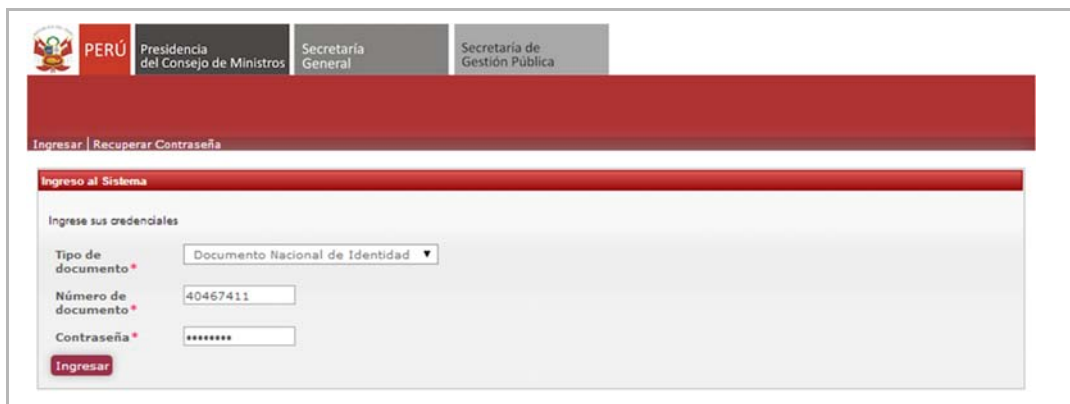 PERÚ
Presidencia
del Consejo de Ministros
Secretaría
General
Secretaría de
Gestión Pública
Ingresar | Recuperar Contraseña
Ingreso al Sistema
Ingrese sus credenciales
Tipo de
documento*
Documento Nacional de Identidad ▼
Número de
documento*
40467411
Contraseña*
••••••••
Ingresar